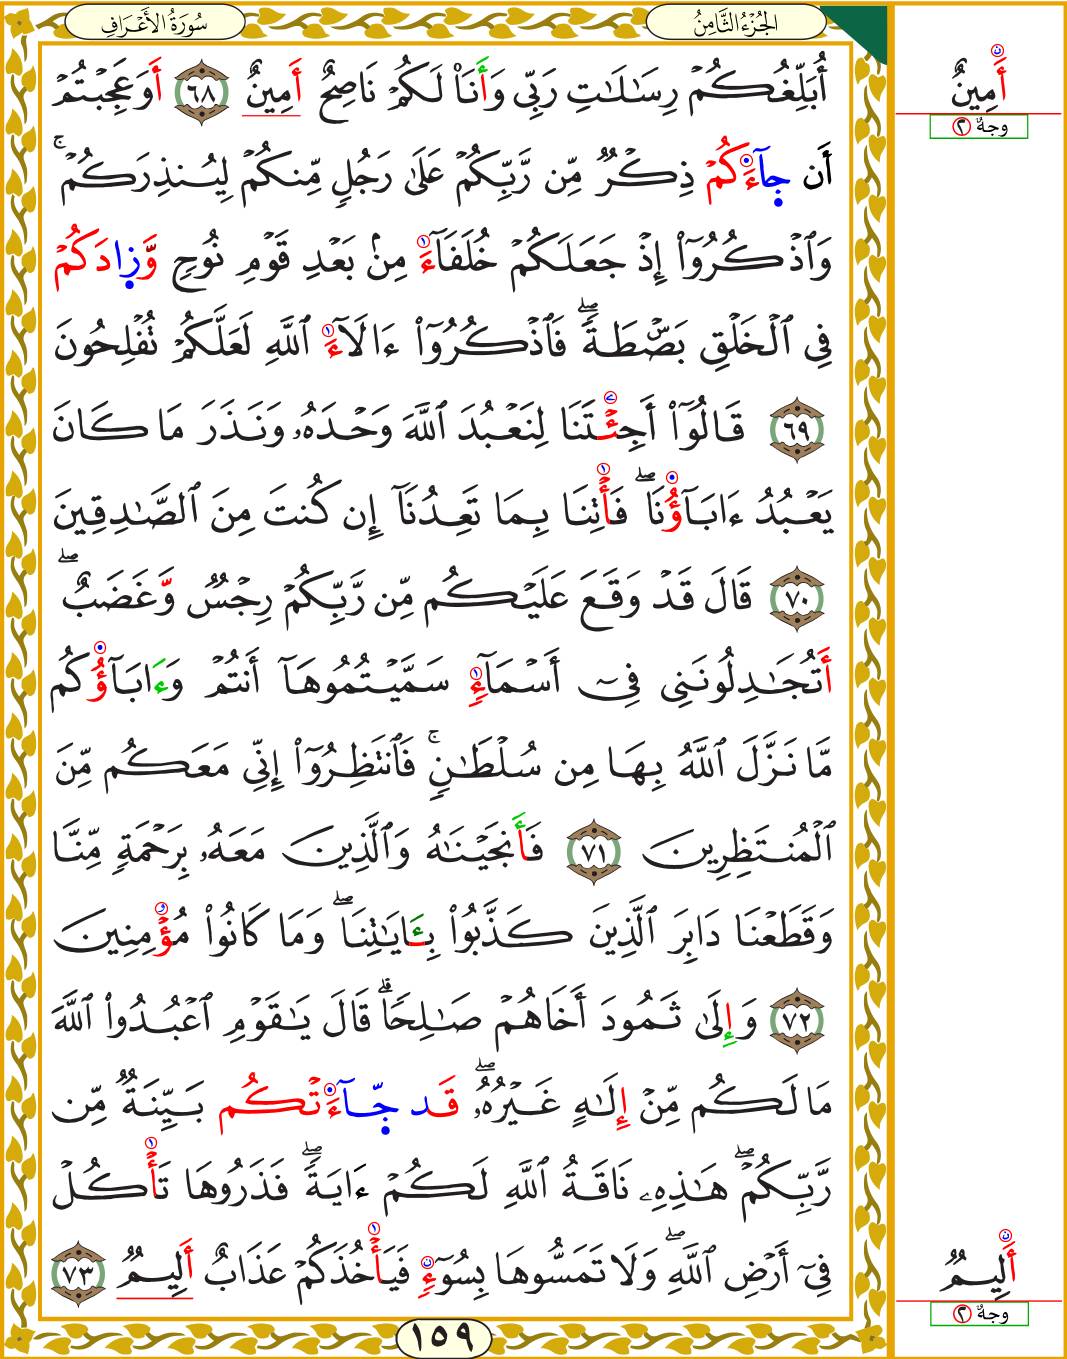 سُورَةُ الأَعْرَافِ
الجُزْءُ الثَّامِنُ
أُبَلِّغُكُمْ رِسَٰلَٰتِ رَبِّى وَأَنَا۠ لَكُمْ نَاصِحٌ أَمِينٌ ٦٨ أَوَعَجِبْتُمْ
أَن جَآءَكُمْ ذِكْرٌ مِّن رَّبِّكُمْ عَلَىٰ رَجُلٍ مِّنكُمْ لِيُنذِرَكُمْ ۚ
وَٱذْكُرُوٓا۟ إِذْ جَعَلَكُمْ خُلَفَآءَ مِنۢ بَعْدِ قَوْمِ نُوحٍ وَّزَادَكُمْ
فِى ٱلْخَلْقِ بَصْۜطَةً ۖ فَٱذْكُرُوٓا۟ ءَالَآءَ ٱللَّهِ لَعَلَّكُمْ تُفْلِحُونَ
٦٩ قَالُوٓا۟ أَجِئْتَنَا لِنَعْبُدَ ٱللَّهَ وَحْدَهُۥ وَنَذَرَ مَا كَانَ
يَعْبُدُ ءَابَآؤُنَا ۖ فَأْتِنَا بِمَا تَعِدُنَآ إِن كُنتَ مِنَ ٱلصَّٰدِقِينَ
٧٠ قَالَ قَدْ وَقَعَ عَلَيْكُم مِّن رَّبِّكُمْ رِجْسٌ وَّغَضَبٌ ۖ
أَتُجَٰدِلُونَنِى فِىٓ أَسْمَآءٍ سَمَّيْتُمُوهَآ أَنتُمْ وَءَابَآؤُكُم
مَّا نَزَّلَ ٱللَّهُ بِهَا مِن سُلْطَٰنٍ ۚ فَٱنتَظِرُوٓا۟ إِنِّى مَعَكُم مِّنَ
ٱلْمُنتَظِرِينَ ٧١ فَأَنجَيْنَٰهُ وَٱلَّذِينَ مَعَهُۥ بِرَحْمَةٍ مِّنَّا
وَقَطَعْنَا دَابِرَ ٱلَّذِينَ كَذَّبُوا۟ بِـَٔايَٰتِنَا ۖ وَمَا كَانُوا۟ مُؤْمِنِينَ
٧٢ وَإِلَىٰ ثَمُودَ أَخَاهُمْ صَٰلِحًا ۗ قَالَ يَٰقَوْمِ ٱعْبُدُوا۟ ٱللَّهَ
مَا لَكُم مِّنْ إِلَٰهٍ غَيْرُهُۥ ۖ قَد جَّآءَتْكُم بَيِّنَةٌ مِّن
رَّبِّكُمْ ۖ هَٰذِهِۦ نَاقَةُ ٱللَّهِ لَكُمْ ءَايَةً ۖ فَذَرُوهَا تَأْكُلْ
فِىٓ أَرْضِ ٱللَّهِ ۖ وَلَا تَمَسُّوهَا بِسُوٓءٍ فَيَأْخُذَكُمْ عَذَابٌ أَلِيمٌ ٧٣
١٥٩
أَمِينٌ
وجهٌ ٢
أَلِيمٌ
وجهٌ ٢